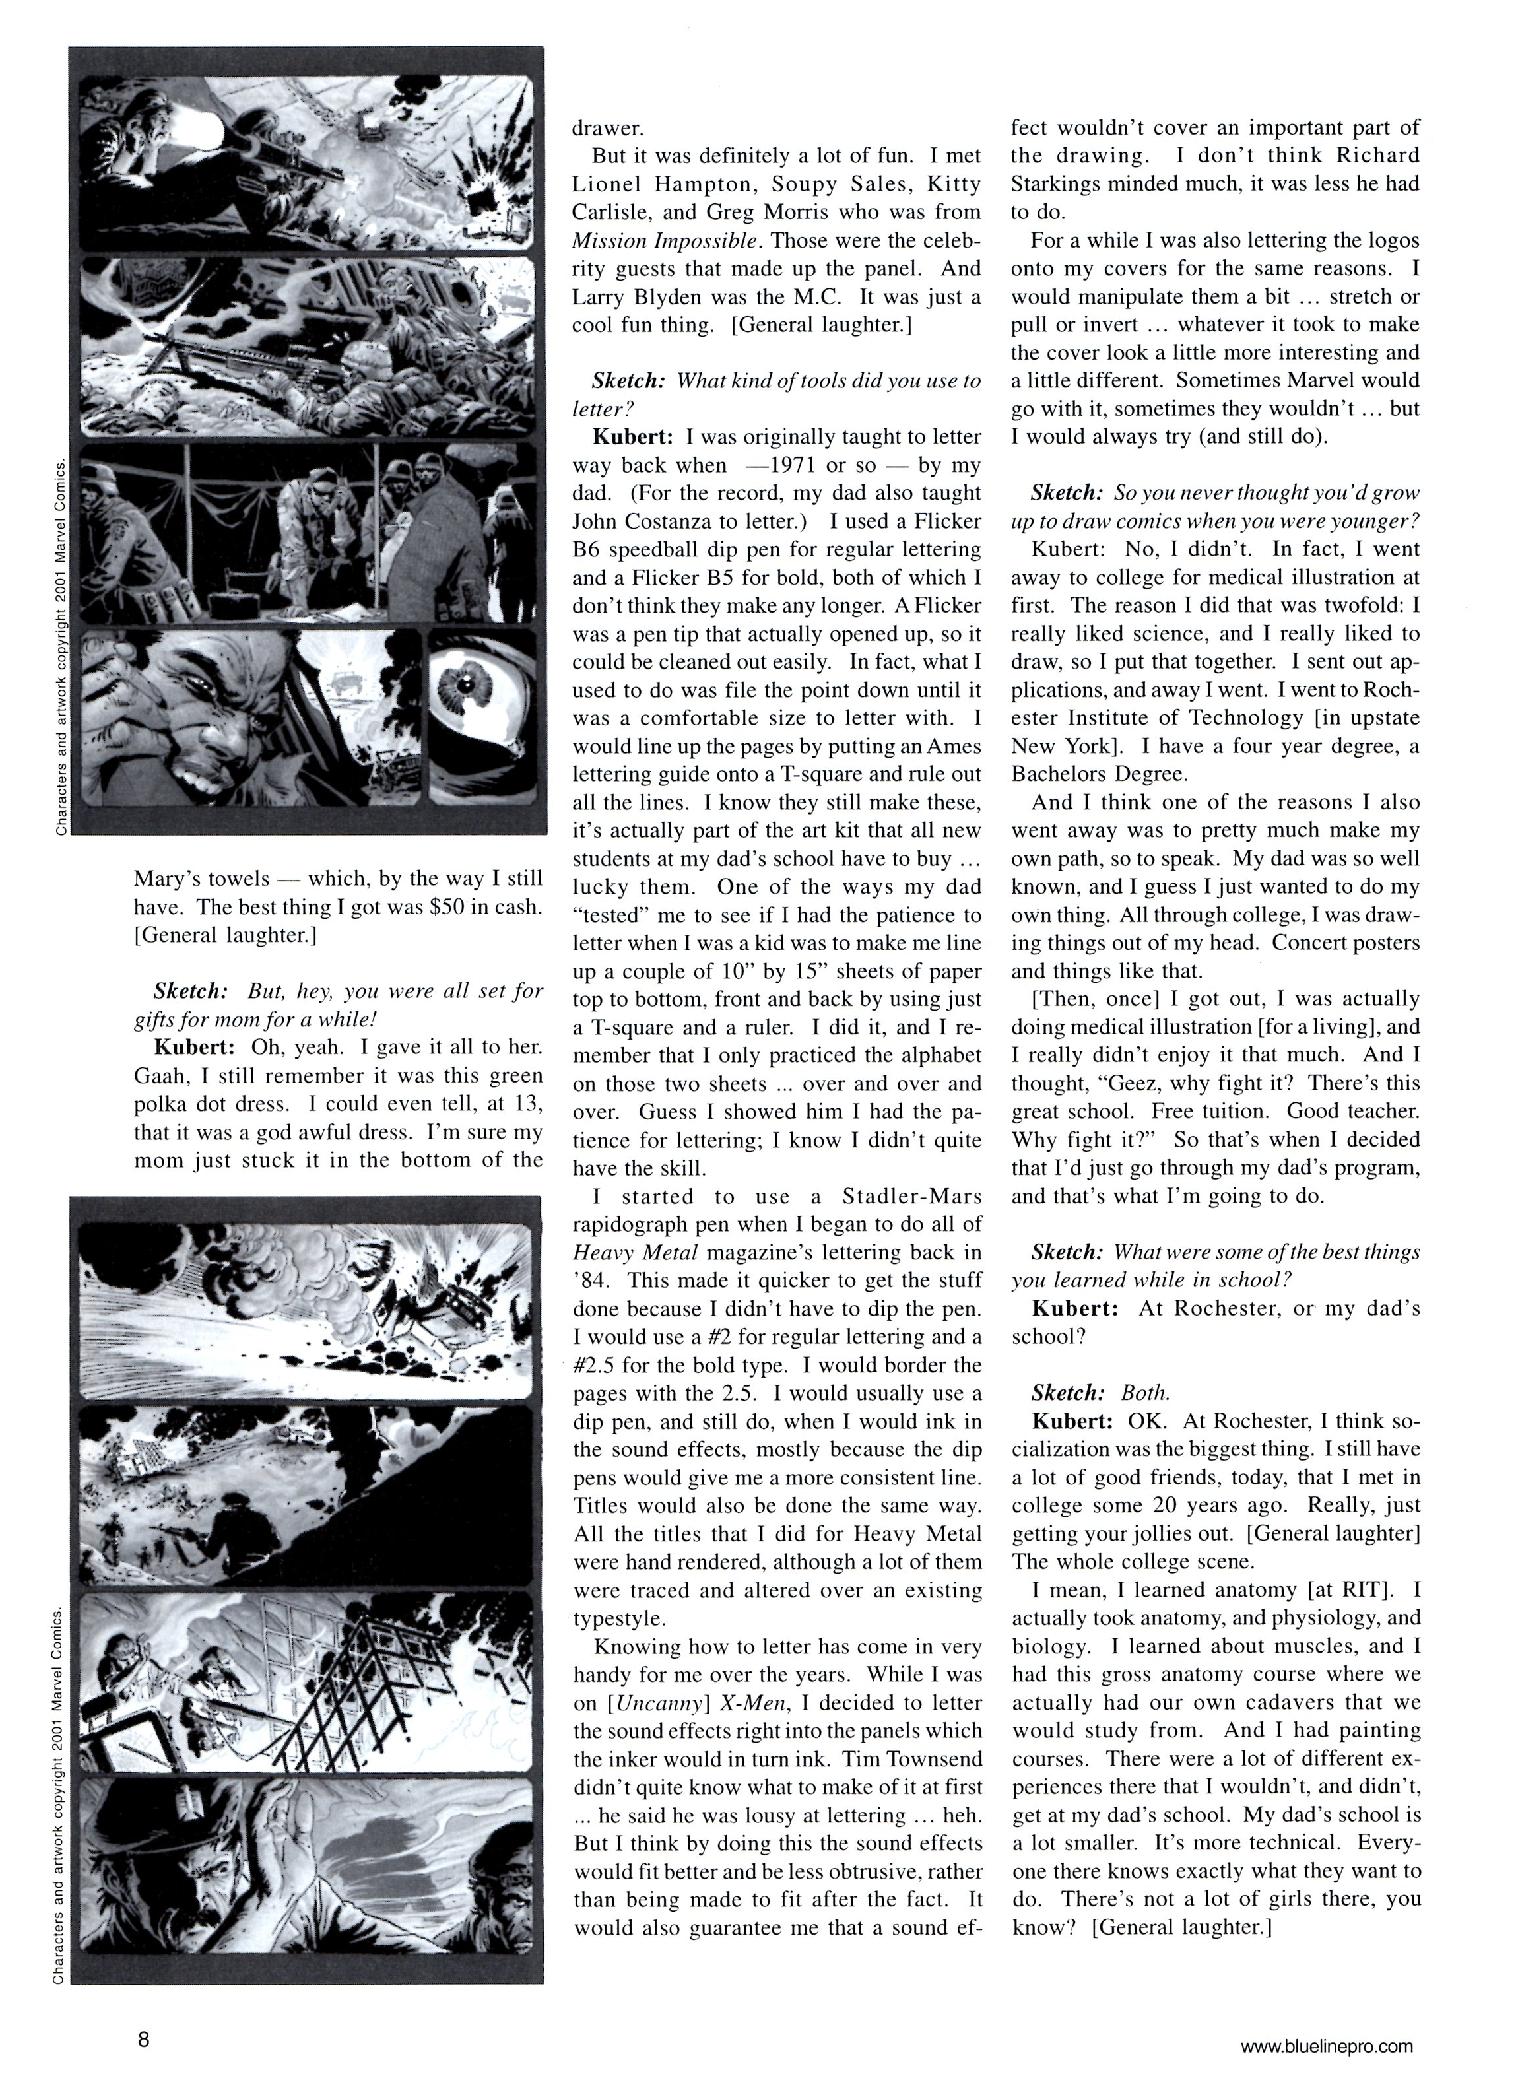 Characters and artwork copyright 2001 Marvel Comics.
Mary's towels — which, by the way I still
have. The best thing I got was $50 in cash.
[General laughter.]
Sketch: But, hey, you were all set for
gifts for mom for a while!
Kubert: Oh, yeah. I gave it all to her.
Gaah, I still remember it was this green
polka dot dress. I could even tell, at 13,
that it was a god awful dress. I'm sure my
mom just stuck it in the bottom of the
Characters and artwork copyright 2001 Marvel Comics.
drawer.
But it was definitely a lot of fun. I met
Lionel Hampton, Soupy Sales, Kitty
Carlisle, and Greg Morris who was from
Mission Impossible. Those were the celeb-
rity guests that made up the panel. And
Larry Blyden was the M.C. It was just a
cool fun thing. [General laughter.]
Sketch: What kind of tools did you use to
letter?
Kubert: I was originally taught to letter
way back when —1971 or so — by my
dad. (For the record, my dad also taught
John Costanza to letter.) I used a Flicker
B6 speedball dip pen for regular lettering
and a Flicker B5 for bold, both of which I
don't think they make any longer. A Flicker
was a pen tip that actually opened up, so it
could be cleaned out easily. In fact, what I
used to do was file the point down until it
was a comfortable size to letter with. I
would line up the pages by putting an Ames
lettering guide onto a T-square and rule out
all the lines. I know they still make these,
it's actually part of the art kit that all new
students at my dad's school have to buy ...
lucky them. One of the ways my dad
“tested” me to see if I had the patience to
letter when I was a kid was to make me line
up a couple of 10” by 15” sheets of paper
top to bottom, front and back by using just
a T-square and a ruler. I did it, and I re-
member that I only practiced the alphabet
on those two sheets ... over and over and
over. Guess I showed him I had the pa-
tience for lettering; I know I didn't quite
have the skill.
I started to use a Stadler-Mars
rapidograph pen when I began to do all of
Heavy Metal magazine's lettering back in
'84. This made it quicker to get the stuff
done because I didn't have to dip the pen.
I would use a #2 for regular lettering and a
#2.5 for the bold type. I would border the
pages with the 2.5. I would usually use a
dip pen, and still do, when I would ink in
the sound effects, mostly because the dip
pens would give me a more consistent line.
Titles would also be done the same way.
All the titles that I did for Heavy Metal
were hand rendered, although a lot of them
were traced and altered over an existing
typestyle.
Knowing how to letter has come in very
handy for me over the years. While I was
on [Uncanny] X-Men, I decided to letter
the sound effects right into the panels which
the inker would in turn ink. Tim Townsend
didn't quite know what to make of it at first
... he said he was lousy at lettering ... heh.
But I think by doing this the sound effects
would fit better and be less obtrusive, rather
than being made to fit after the fact. It
would also guarantee me that a sound ef-
fect wouldn't cover an important part of
the drawing. I don't think Richard
Starkings minded much, it was less he had
to do.
For a while I was also lettering the logos
onto my covers for the same reasons. I
would manipulate them a bit ... stretch or
pull or invert ... whatever it took to make
the cover look a little more interesting and
a little different. Sometimes Marvel would
go with it, sometimes they wouldn't ... but
I would always try (and still do).
Sketch: So you never thought you'd grow
up to draw comics when you were younger?
Kubert: No, I didn't. In fact, I went
away to college for medical illustration at
first. The reason I did that was twofold: I
really liked science, and I really liked to
draw, so I put that together. I sent out ap-
plications, and away I went. I went to Roch-
ester Institute of Technology [in upstate
New York]. I have a four year degree, a
Bachelors Degree.
And I think one of the reasons I also
went away was to pretty much make my
own path, so to speak. My dad was so well
known, and I guess I just wanted to do my
own thing. All through college, I was draw-
ing things out of my head. Concert posters
and things like that.
[Then, once] I got out, I was actually
doing medical illustration [for a living], and
I really didn't enjoy it that much. And I
thought, “Geez, why fight it? There's this
great school. Free tuition. Good teacher.
Why fight it?” So that's when I decided
that I'd just go through my dad's program,
and that's what I'm going to do.
Sketch: What were some of the best things
you learned while in school?
Kubert: At Rochester, or my dad's
school?
Sketch: Both.
Kubert: OK. At Rochester, I think so-
cialization was the biggest thing. I still have
a lot of good friends, today, that I met in
college some 20 years ago. Really, just
getting your jollies out. [General laughter]
The whole college scene.
I mean, I learned anatomy [at RIT]. I
actually took anatomy, and physiology, and
biology. I learned about muscles, and I
had this gross anatomy course where we
actually had our own cadavers that we
would study from. And I had painting
courses. There were a lot of different ex-
periences there that I wouldn't, and didn't,
get at my dad's school. My dad's school is
a lot smaller. It's more technical. Every-
one there knows exactly what they want to
do. There's not a lot of girls there, you
know? [General laughter.]
8
www.bluelinepro.com